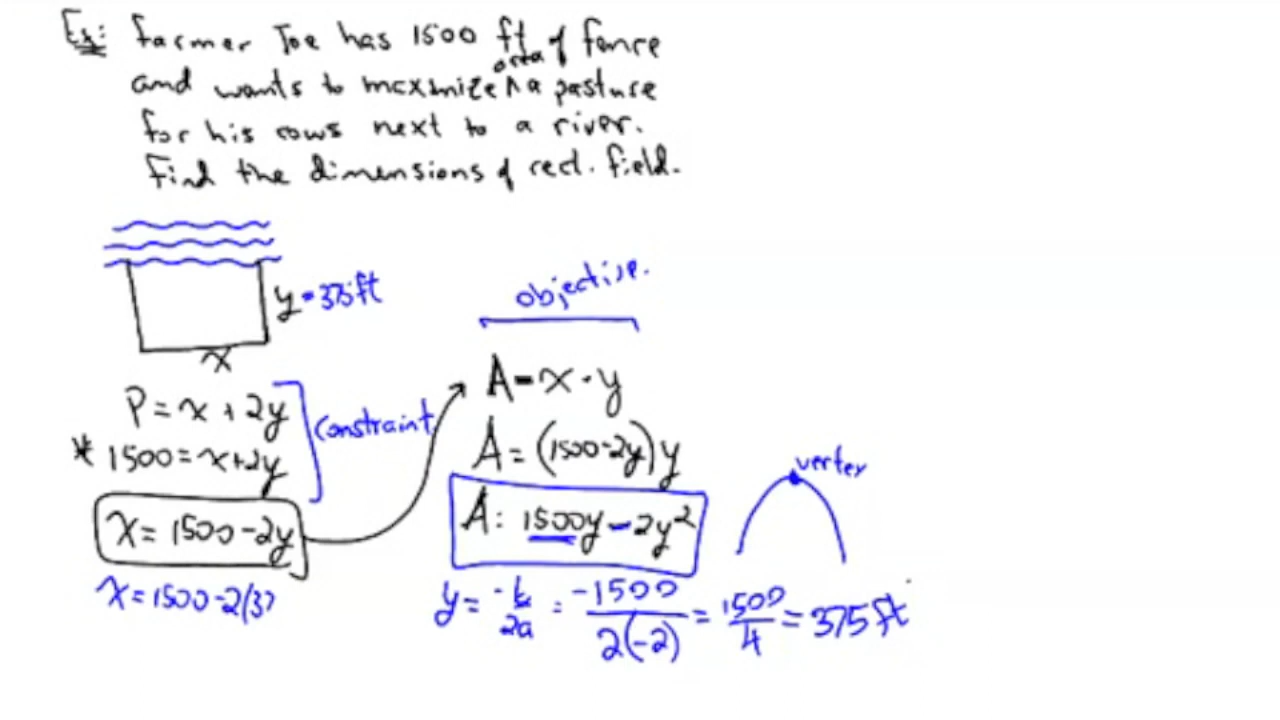 Ex: Farmer Joe has 1500 ft of fence
and wants to maximize ^ area a pasture
for his cows next to a river.
Find the dimensions of rect. field.
y = 375 ft
x
objective.
P = x + 2y
* 1500 = x + 2y
constraint
x = 1500 - 2y
x = 1500 - 2(37
A = x · y
A = (1500 - 2y) y
A: 1500y - 2y²
vertex
y = -b/2a = -1500/2(-2) = 1500/4 = 375 ft